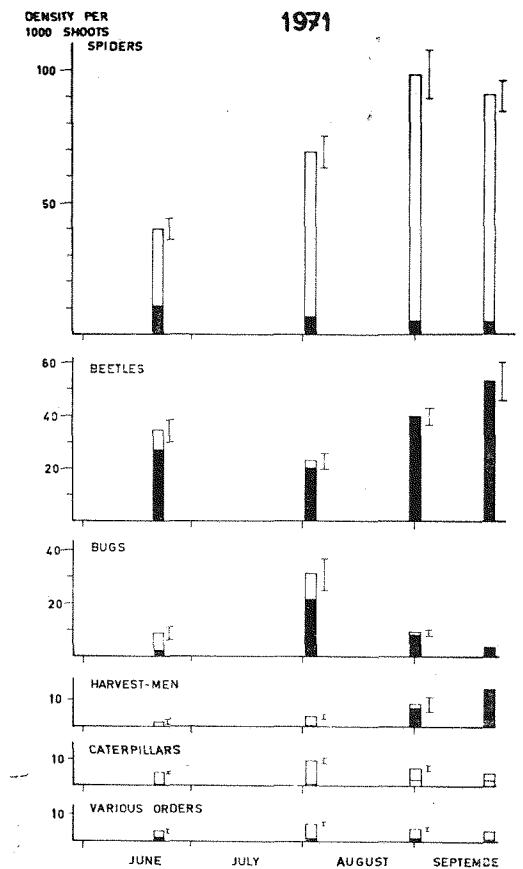 DENSITY PER
1000 SHOOTS
SPIDERS
1971
100
50
BEETLES
60
40
20
BUGS
40
20
HARVEST-MEN
10
CATERPILLARS
10
VARIOUS ORDERS
10
JUNE JULY AUGUST SEPTEMBE